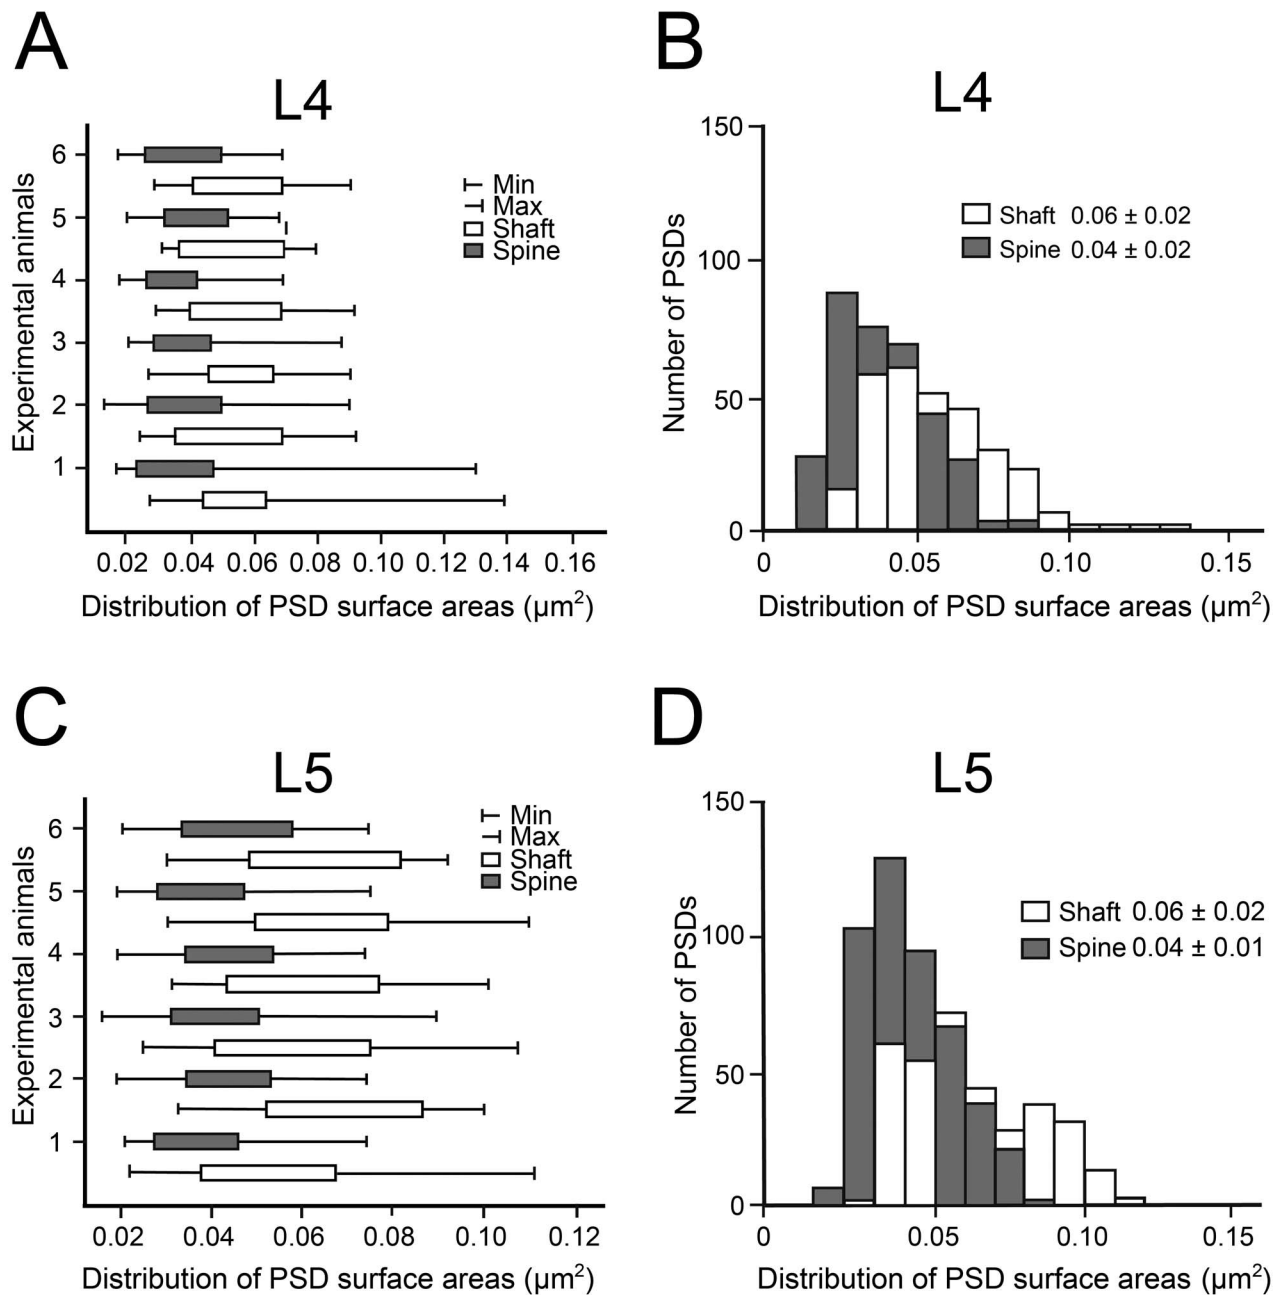 A
L4
Experimental animals
6
5
4
3
2
1
Min
Max
Shaft
Spine
0.02 0.04 0.06 0.08 0.10 0.12 0.14 0.16
Distribution of PSD surface areas (µm²)
B
L4
Number of PSDs
150
100
50
0
Shaft 0.06 ± 0.02
Spine 0.04 ± 0.02
0 0.05 0.10 0.15
Distribution of PSD surface areas (µm²)
C
L5
Experimental animals
6
5
4
3
2
1
Min
Max
Shaft
Spine
0.02 0.04 0.06 0.08 0.10 0.12
Distribution of PSD surface areas (µm²)
D
L5
Number of PSDs
150
100
50
0
Shaft 0.06 ± 0.02
Spine 0.04 ± 0.01
0 0.05 0.10 0.15
Distribution of PSD surface areas (µm²)